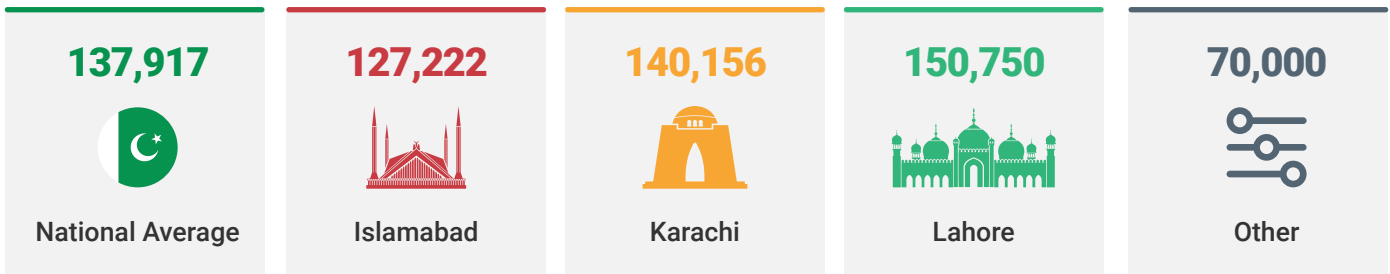 137,917
National Average
127,222
Islamabad
140,156
Karachi
150,750
Lahore
70,000
Other